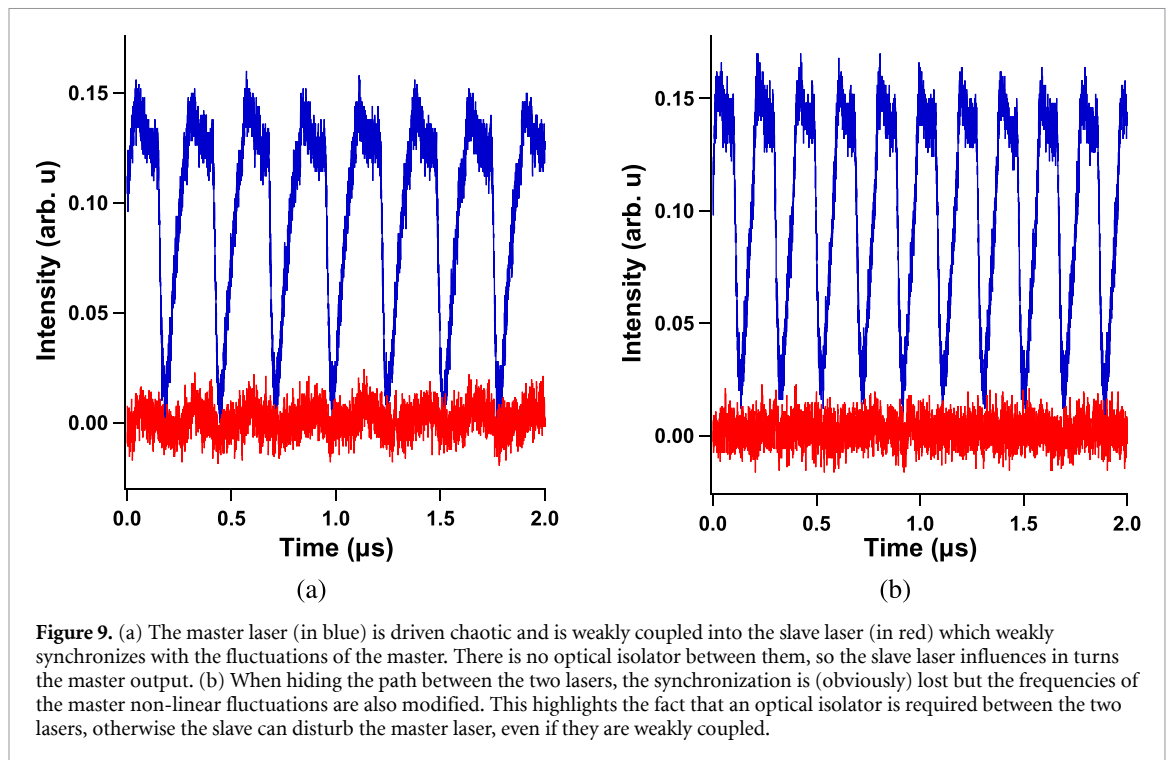 0.15
0.10
0.05
0.00
Intensity (arb. u)
0.0 0.5 1.0 1.5 2.0
Time (µs)
(a)
0.15
0.10
0.05
0.00
Intensity (arb. u)
0.0 0.5 1.0 1.5 2.0
Time (µs)
(b)
Figure 9. (a) The master laser (in blue) is driven chaotic and is weakly coupled into the slave laser (in red) which weakly
synchronizes with the fluctuations of the master. There is no optical isolator between them, so the slave laser influences in turns
the master output. (b) When hiding the path between the two lasers, the synchronization is (obviously) lost but the frequencies of
the master non-linear fluctuations are also modified. This highlights the fact that an optical isolator is required between the two
lasers, otherwise the slave can disturb the master laser, even if they are weakly coupled.